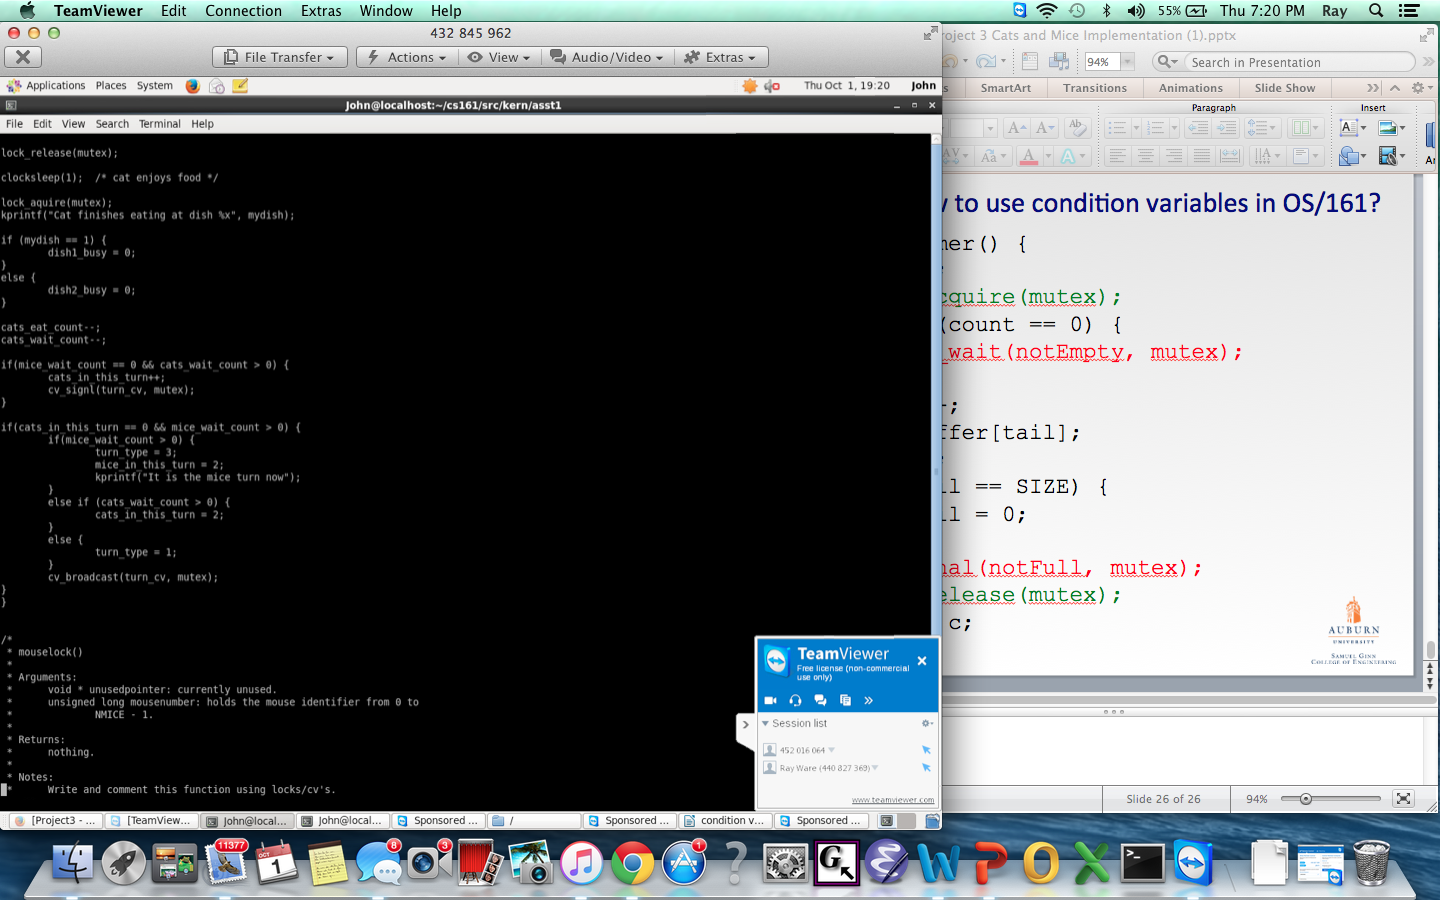 TeamViewer Edit Connection Extras Window Help
55% Thu 7:20 PM Ray
432 845 962
File Transfer Actions View Audio/Video Extras
Applications Places System
Thu Oct 1, 19:20 John
John@localhost:~/cs161/src/kern/asst1
File Edit View Search Terminal Help
lock_release(mutex);
clocksleep(1); /* cat enjoys food */
lock_aquire(mutex);
kprintf("Cat finishes eating at dish %x", mydish);
if (mydish == 1) {
dish1_busy = 0;
}
else {
dish2_busy = 0;
}
cats_eat_count--;
cats_wait_count--;
if(mice_wait_count == 0 && cats_wait_count > 0) {
cats_in_this_turn++;
cv_signl(turn_cv, mutex);
}
if(cats_in_this_turn == 0 && mice_wait_count > 0) {
if(mice_wait_count > 0) {
turn_type = 3;
mice_in_this_turn = 2;
kprintf("It is the mice turn now");
}
else if (cats_wait_count > 0) {
cats_in_this_turn = 2;
}
else {
turn_type = 1;
}
cv_broadcast(turn_cv, mutex);
}
}
/*
* mouselock()
*
* Arguments:
* void * unusedpointer: currently unused.
* unsigned long mousenumber: holds the mouse identifier from 0 to
* NMICE - 1.
*
* Returns:
* nothing.
*
* Notes:
* Write and comment this function using locks/cv's.
TeamViewer
Free license (non-commercial
use only)
Session list
452 016 064
Ray Ware (440 827 369)
www.teamviewer.com
[Project3 - ... [TeamView... John@local... John@local... Sponsored ... / Sponsored ... condition v... Sponsored ...
roject 3 Cats and Mice Implementation (1).pptx
94% Search in Presentation
s SmartArt Transitions Animations Slide Show
Paragraph Insert
w to use condition variables in OS/161?
mer() {
;
cquire(mutex);
(count == 0) {
_wait(notEmpty, mutex);
-;
ffer[tail];
;
ll == SIZE) {
ll = 0;
nal(notFull, mutex);
elease(mutex);
c;
AUBURN
UNIVERSITY
SAMUEL GINN
COLLEGE OF ENGINEERING
Slide 26 of 26 94%
11377 OCT 1 8 3 1